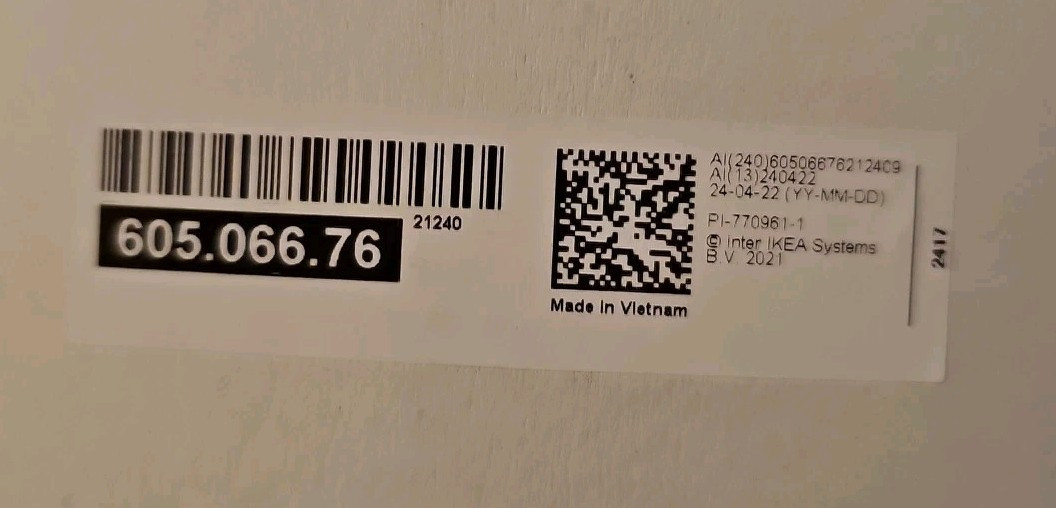 605.066.76
21240
Made in Vietnam
AI(240)60506676212409
AI(13)240422
24-04-22 (YY-MM-DD)
PI-770961-1
© Inter IKEA Systems
B.V. 2021
2417